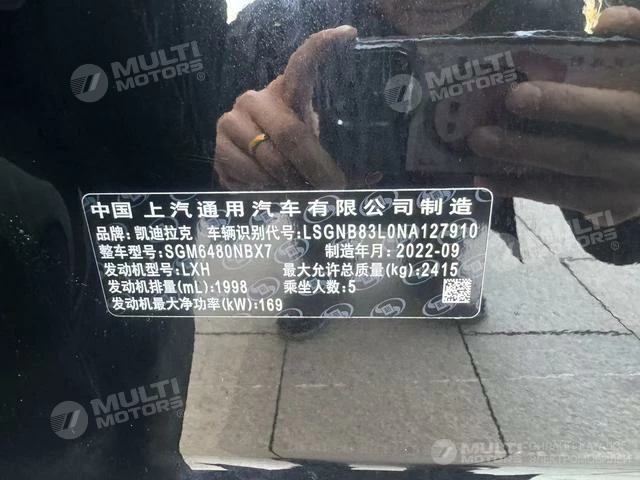 MULTI MOTORS
MULTI MOTORS
中国 上汽通用汽车有限公司制造
品牌:凯迪拉克 车辆识别代号:LSGNB83L0NA127910
整车型号:SGM6480NBX7 制造年月:2022-09
发动机型号:LXH 最大允许总质量(kg):2415
发动机排量(mL):1998 乘坐人数:5
发动机最大净功率(kW):169
MULTI MOTORS
MULTI MOTORS